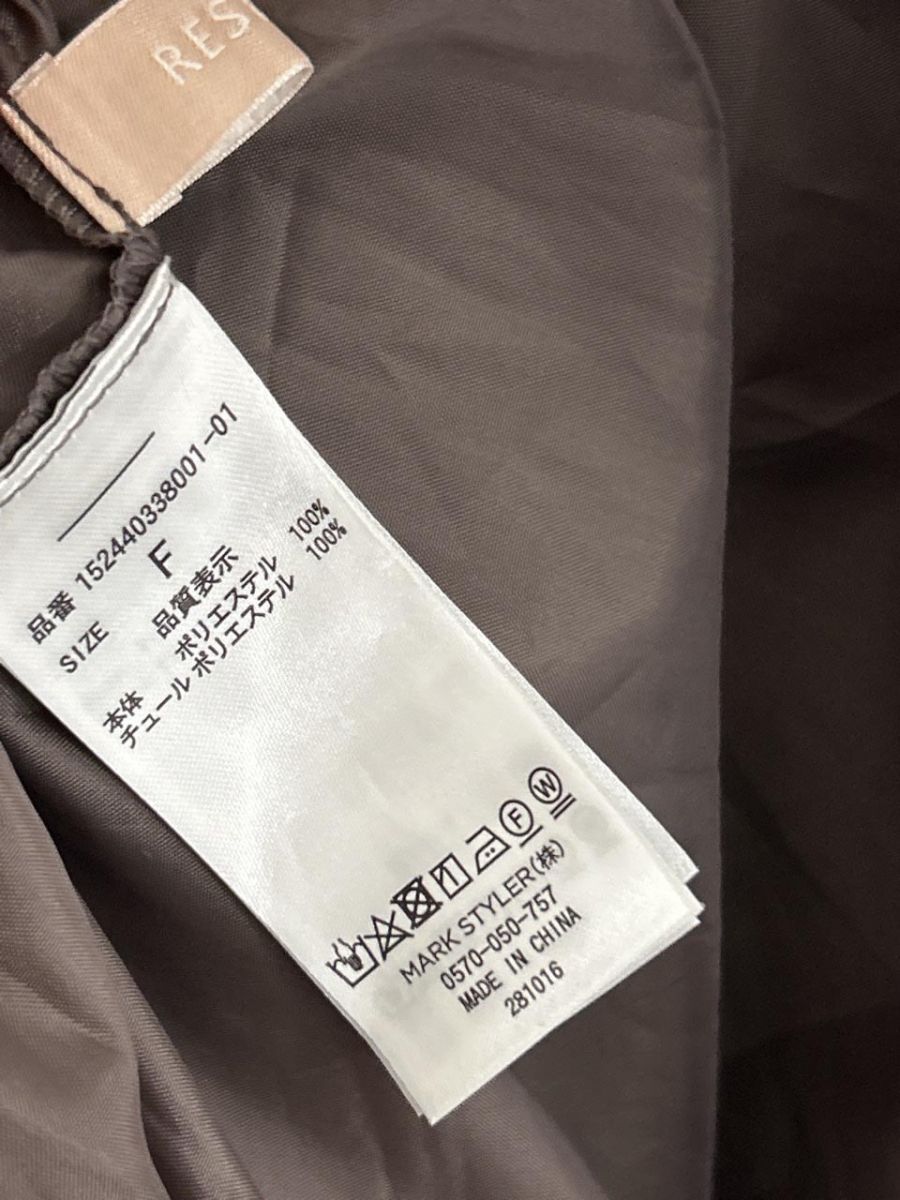 RES
品番 152440338001-01
SIZE F
品質表示
本体 ポリエステル 100%
チュール ポリエステル 100%
F W
MARK STYLER(株)
0570-050-757
MADE IN CHINA
281016